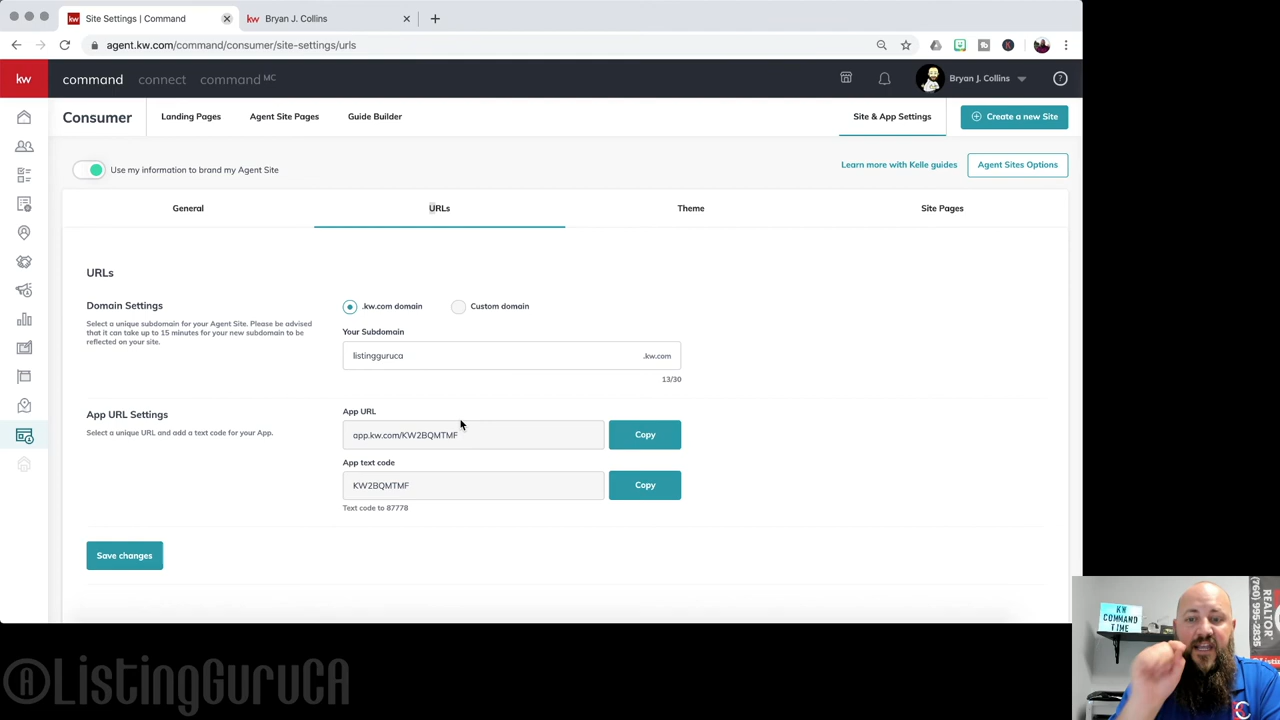 Site Settings | Command
kw Bryan J. Collins
agent.kw.com/command/consumer/site-settings/urls
kw command connect command MC Bryan J. Collins
Consumer Landing Pages Agent Site Pages Guide Builder Site & App Settings Create a new Site
Use my information to brand my Agent Site Learn more with Kelle guides Agent Sites Options
General URLs Theme Site Pages
URLs
Domain Settings
Select a unique subdomain for your Agent Site. Please be advised
that it can take up to 15 minutes for your new subdomain to be
reflected on your site.
.kw.com domain Custom domain
Your Subdomain
listingguruca .kw.com
13/30
App URL Settings
Select a unique URL and add a text code for your App.
App URL
app.kw.com/KW2BQMTMF Copy
App text code
KW2BQMTMF Copy
Text code to 87778
Save changes
@ListingGuruCA
KW
COMMAND
TIME
REALTOR
(760) 995-2835